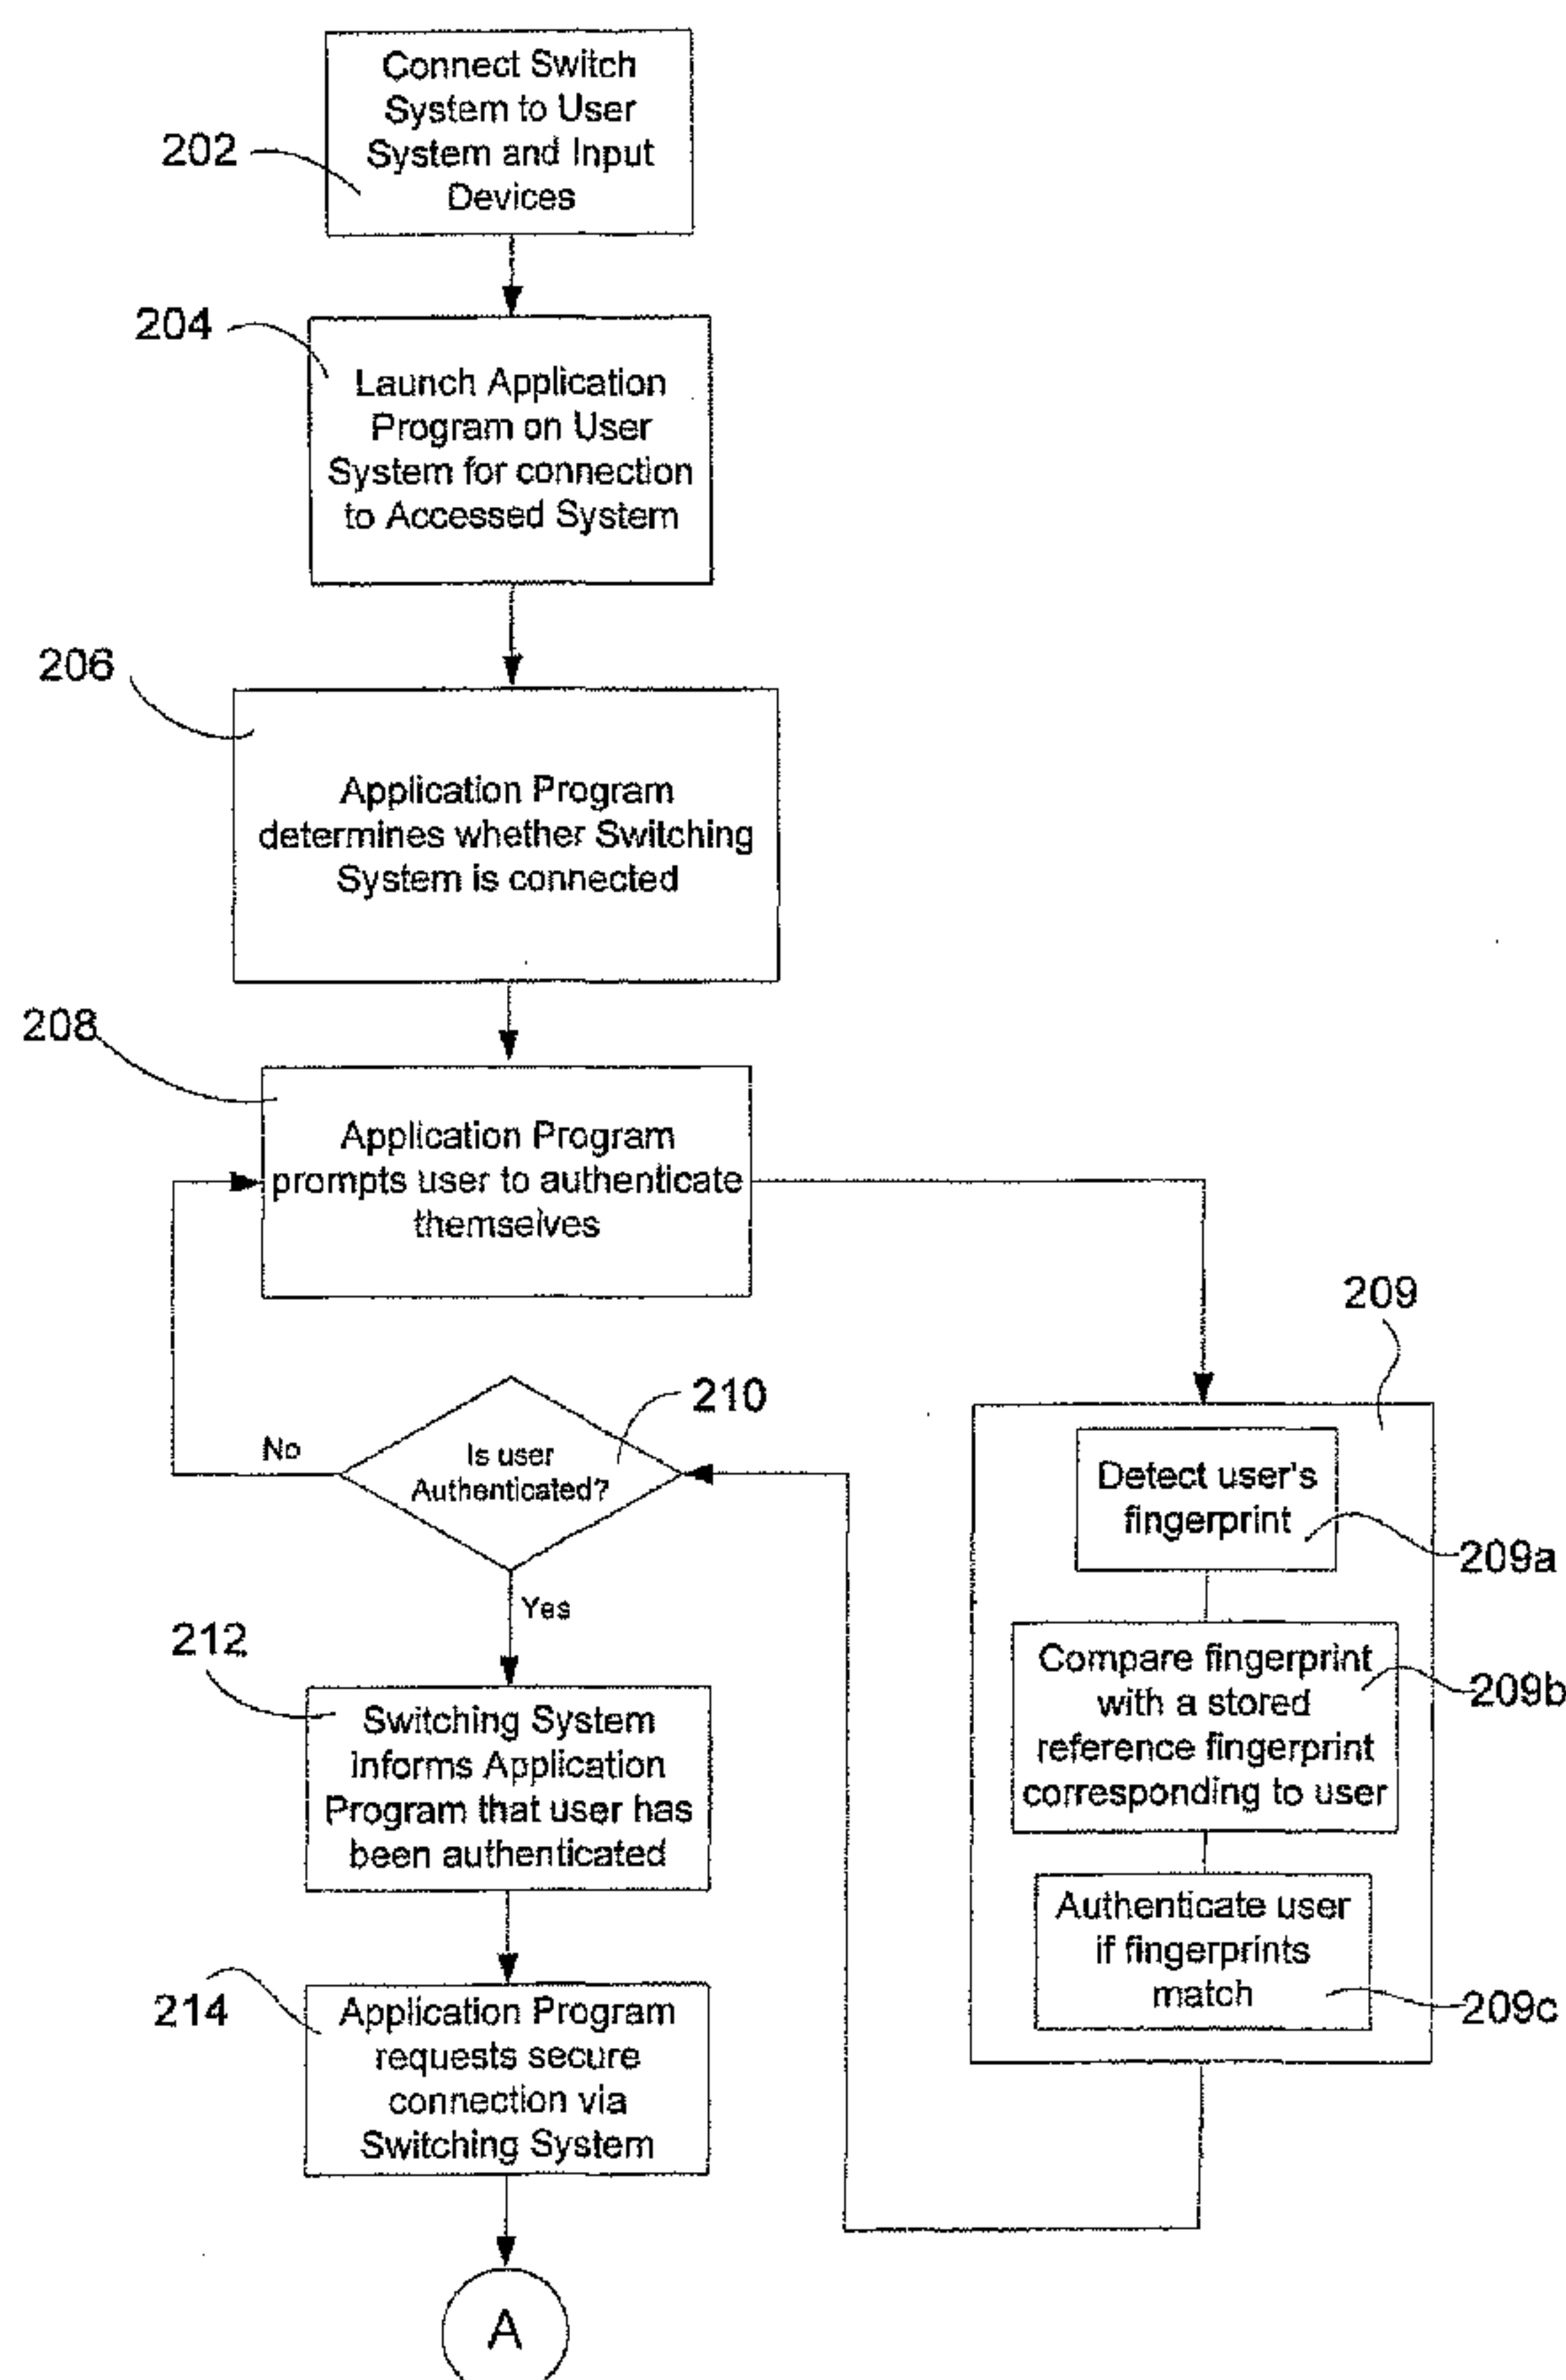 Connect Switch
System to User
System and Input
Devices
202
204
Launch Application
Program on User
System for connection
to Accessed System
206
Application Program
determines whether Switching
System is connected
208
Application Program
prompts user to authenticate
themselves
209
210
No
Is user
Authenticated?
Yes
Detect user's
fingerprint
209a
Compare fingerprint
with a stored
reference fingerprint
corresponding to user
209b
Authenticate user
if fingerprints
match
209c
212
Switching System
informs Application
Program that user has
been authenticated
214
Application Program
requests secure
connection via
Switching System
A